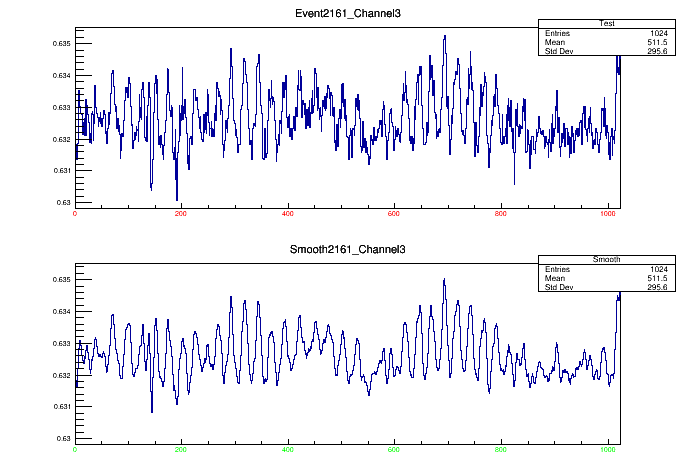 Event2161_Channel3
Test
Entries 1024
Mean 511.5
Std Dev 295.6
0.635
0.634
0.633
0.632
0.631
0.63
0 200 400 600 800 1000
Smooth2161_Channel3
Smooth
Entries 1024
Mean 511.5
Std Dev 295.6
0.635
0.634
0.633
0.632
0.631
0.63
0 200 400 600 800 1000